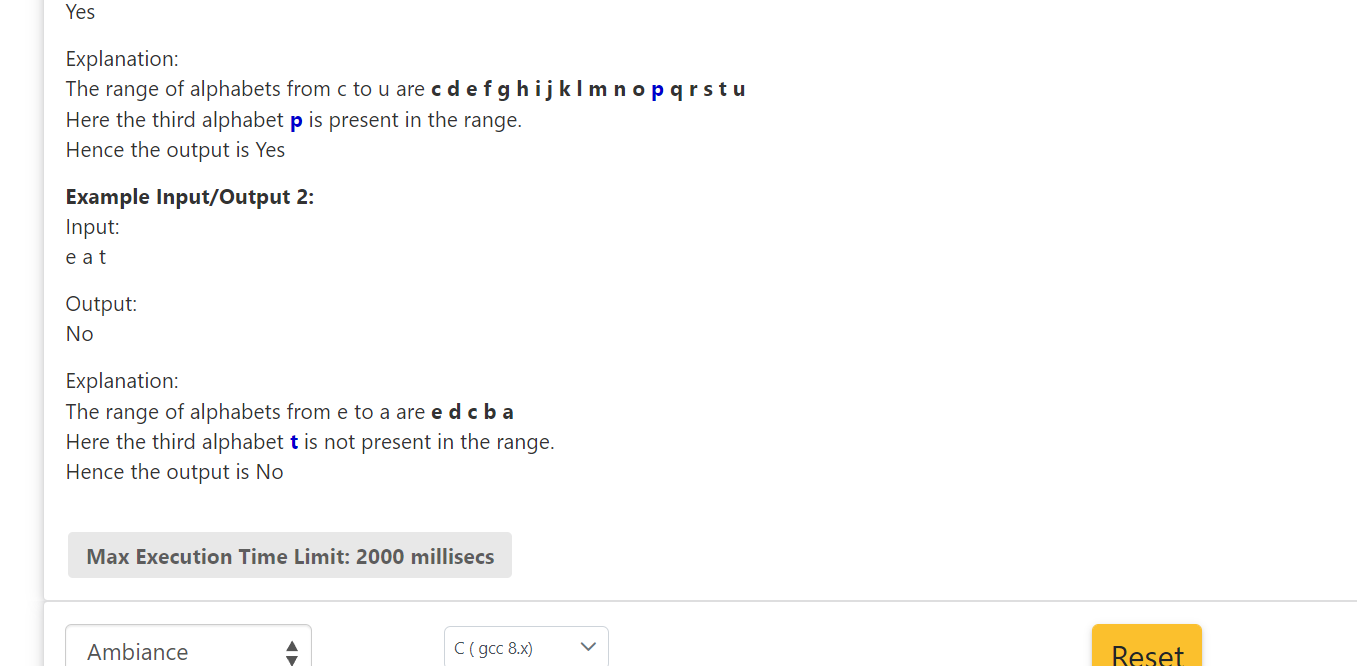 Yes
Explanation:
The range of alphabets from c to u are c d e f g h i j k l m n o p q r s t u
Here the third alphabet p is present in the range.
Hence the output is Yes
Example Input/Output 2:
Input:
e a t
Output:
No
Explanation:
The range of alphabets from e to a are e d c b a
Here the third alphabet t is not present in the range.
Hence the output is No
Max Execution Time Limit: 2000 millisecs
Ambiance C ( gcc 8.x) Reset